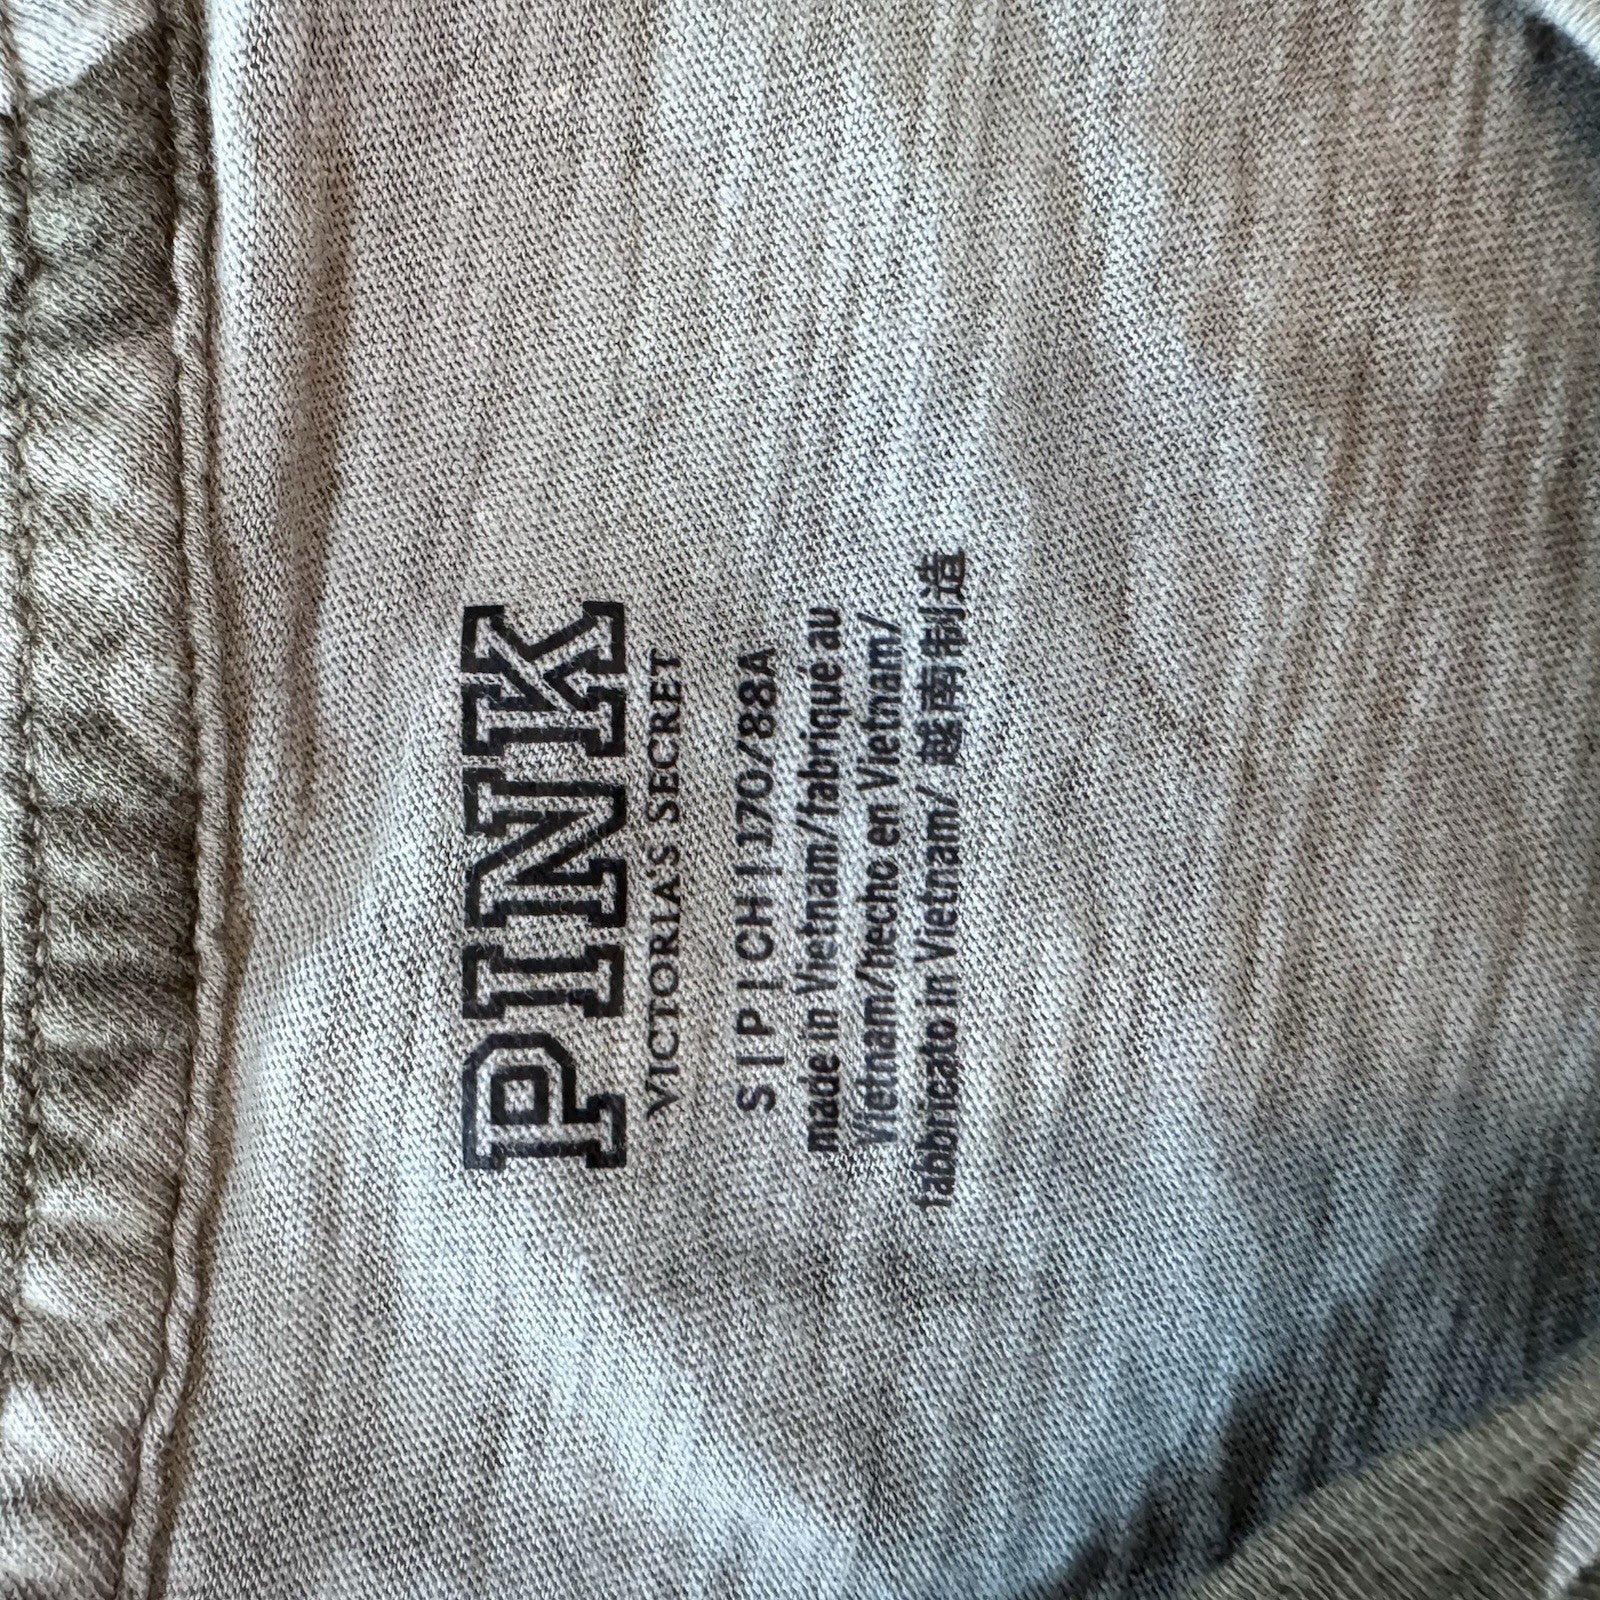 PINK
VICTORIA'S SECRET
S | P | CH | 170/88A
made in Vietnam/fabriqué au
Vietnam/hecho en Vietnam/
fabbricato in Vietnam/ 越南制造